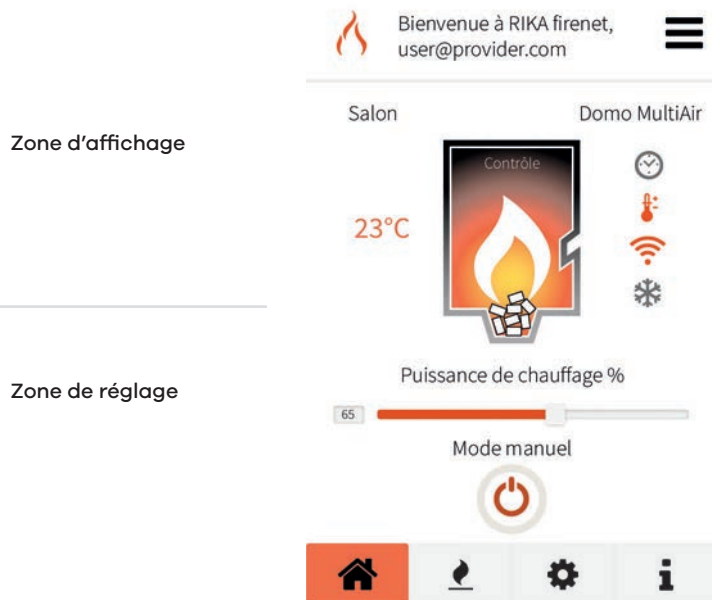 Bienvenue à RIKA firenet,
user@provider.com
Salon
Domo MultiAir
Zone d'affichage
Contrôle
23°C
Zone de réglage
Puissance de chauffage %
65
Mode manuel